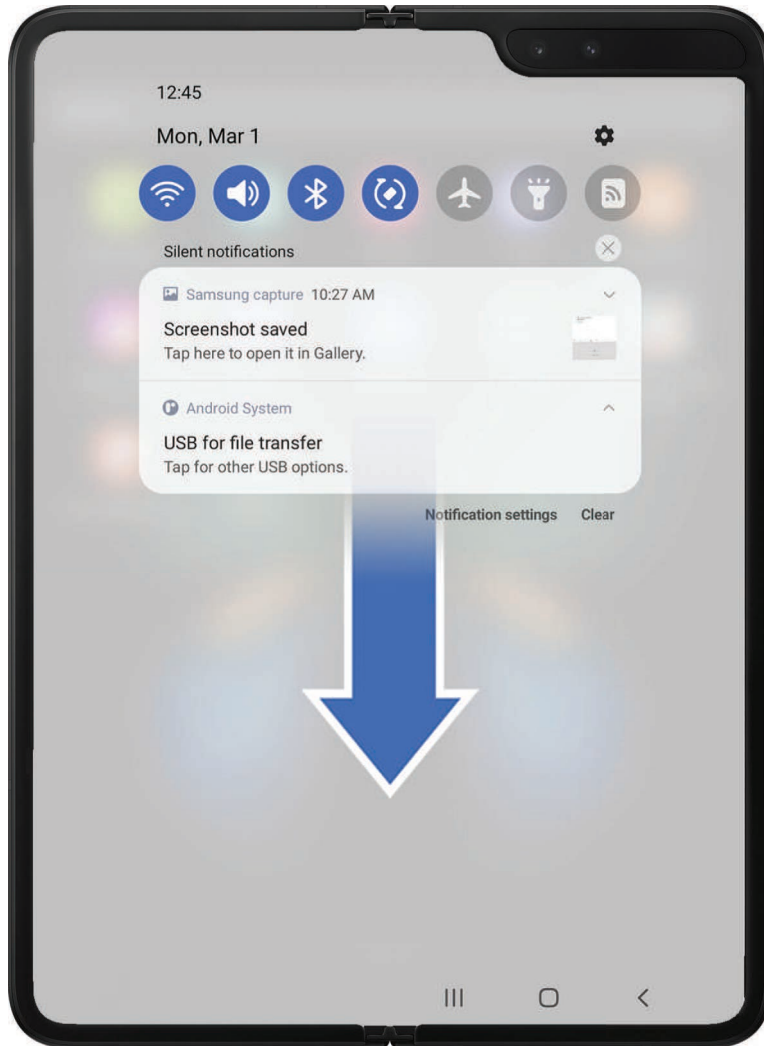 12:45
Mon, Mar 1
Silent notifications
Samsung capture 10:27 AM
Screenshot saved
Tap here to open it in Gallery.
Android System
USB for file transfer
Tap for other USB options.
Notification settings Clear